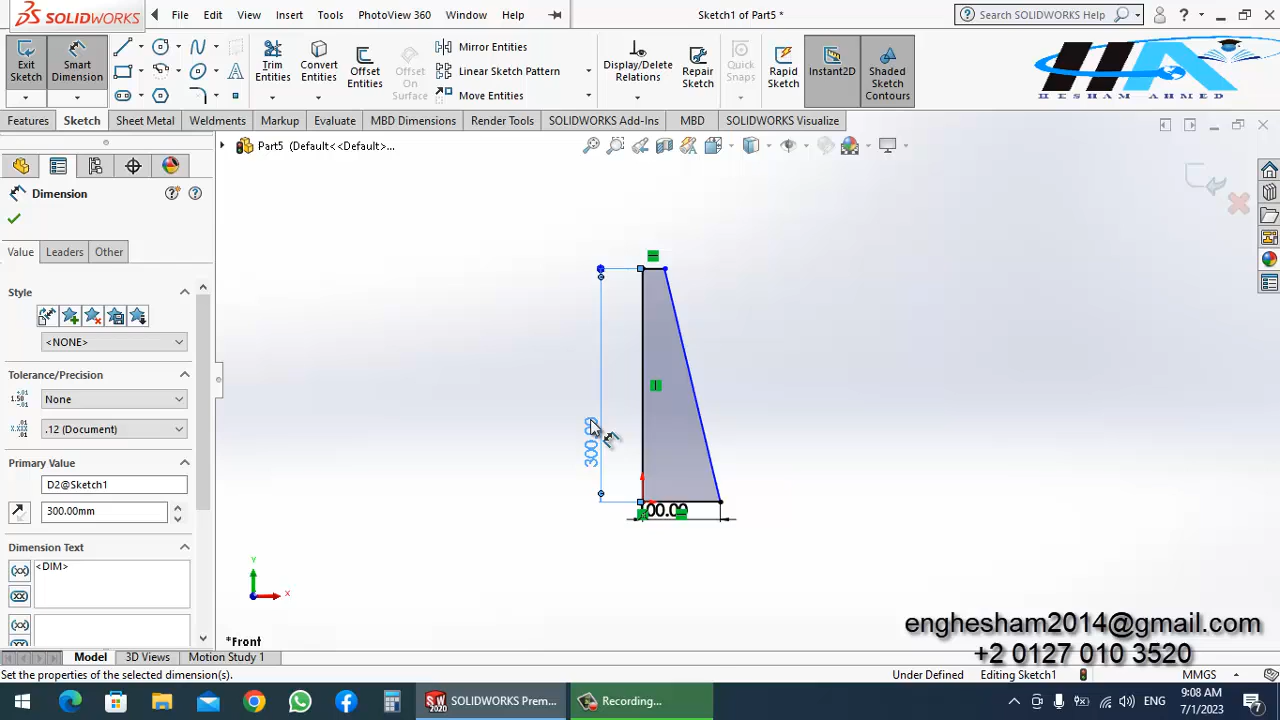 SOLIDWORKS
File Edit View Insert Tools PhotoView 360 Window Help
Sketch1 of Part5 *
Search SOLIDWORKS Help
Exit Sketch
Smart Dimension
Trim Entities
Convert Entities
Offset Entities
Offset On Surface
Mirror Entities
Linear Sketch Pattern
Move Entities
Display/Delete Relations
Repair Sketch
Quick Snaps
Rapid Sketch
Instant2D
Shaded Sketch Contours
HA
HESHAM AHMED
Features Sketch Sheet Metal Weldments Markup Evaluate MBD Dimensions Render Tools SOLIDWORKS Add-Ins MBD SOLIDWORKS Visualize
Part5 (Default<<Default>...
Dimension
Value Leaders Other
Style
<NONE>
Tolerance/Precision
None
.12 (Document)
Primary Value
D2@Sketch1
300.00mm
Dimension Text
<DIM>
300.00
00.00
Y
X
*Front
enghesham2014@gmail.com
+2 0127 010 3520
Model 3D Views Motion Study 1
Set the properties of the selected dimension(s).
Under Defined Editing Sketch1 MMGS
SOLIDWORKS Prem...
Recording...
ENG
9:08 AM
7/1/2023
7